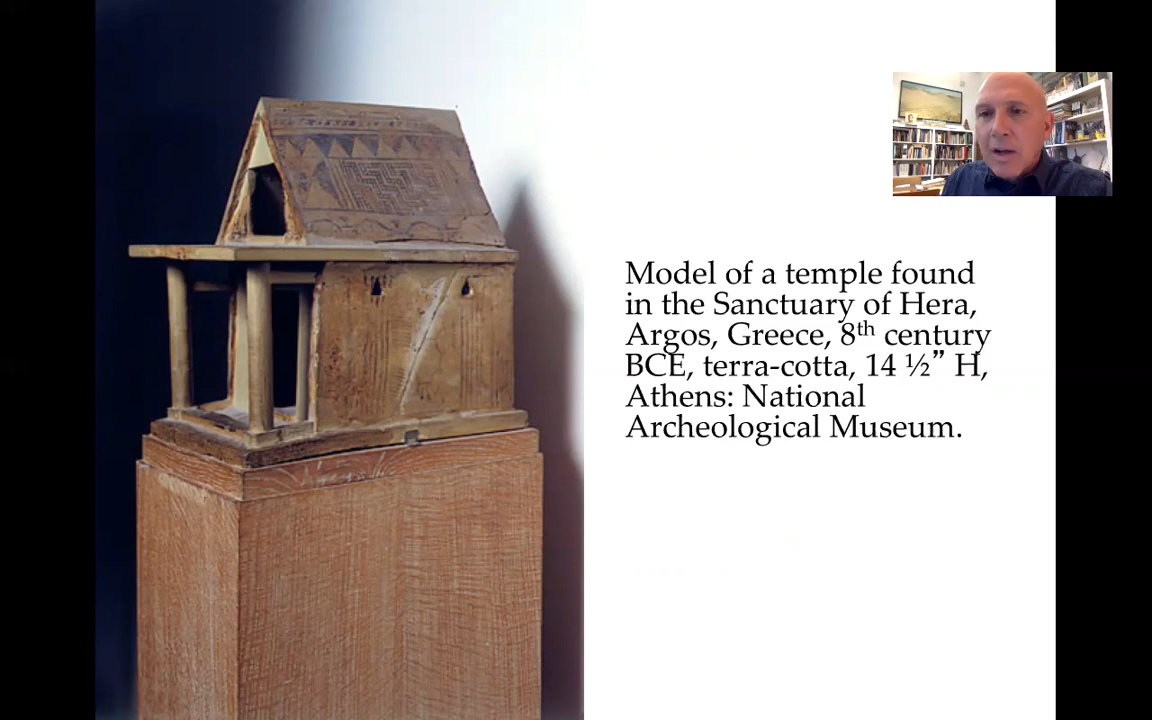 Model of a temple found
in the Sanctuary of Hera,
Argos, Greece, 8th century
BCE, terra-cotta, 14 ½” H,
Athens: National
Archeological Museum.